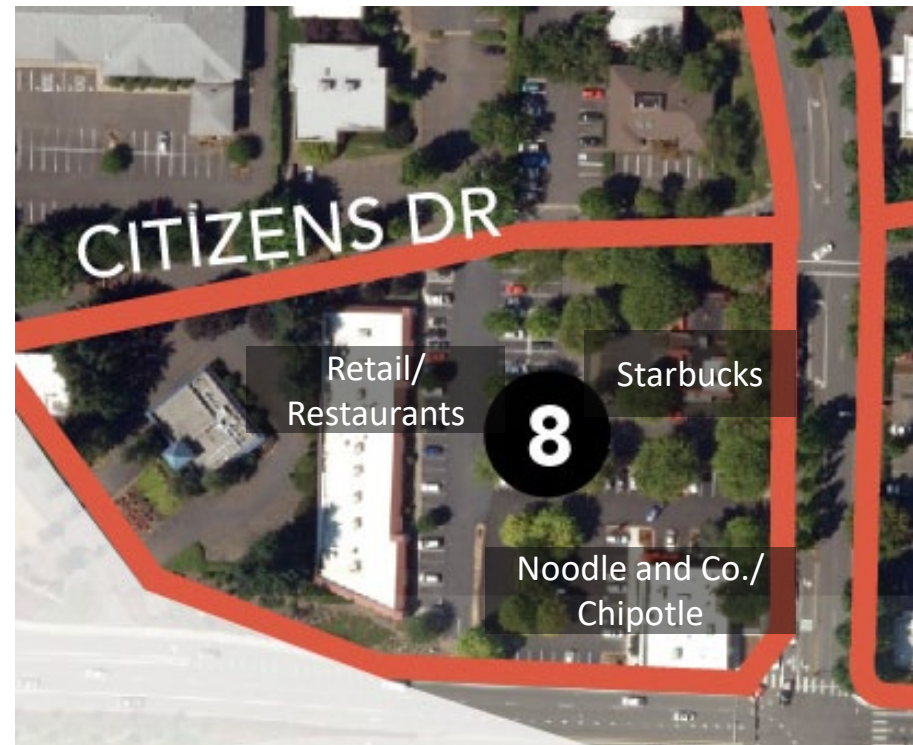 CITIZENS DR
Retail/
Restaurants
Starbucks
8
Noodle and Co./
Chipotle